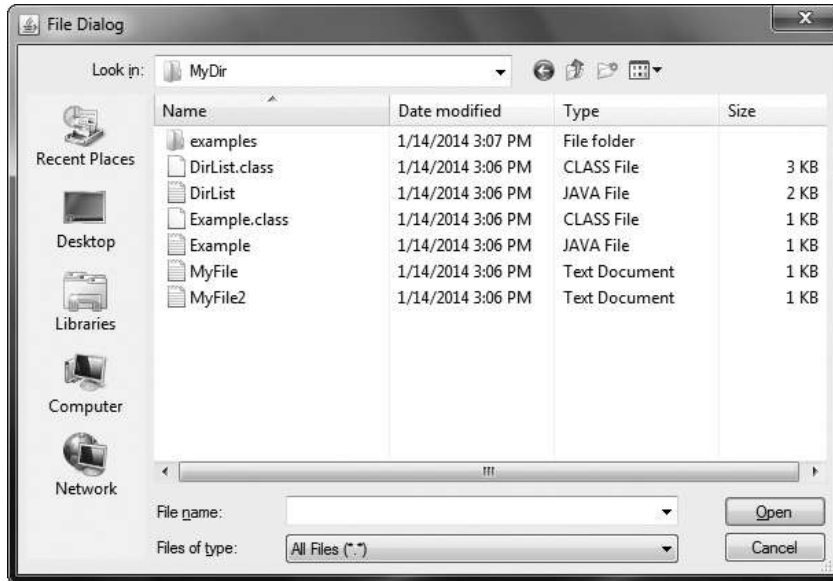 File Dialog
Look in: MyDir
Name Date modified Type Size
examples 1/14/2014 3:07 PM File folder
DirList.class 1/14/2014 3:06 PM CLASS File 3 KB
DirList 1/14/2014 3:06 PM JAVA File 2 KB
Example.class 1/14/2014 3:06 PM CLASS File 1 KB
Example 1/14/2014 3:06 PM JAVA File 1 KB
MyFile 1/14/2014 3:06 PM Text Document 1 KB
MyFile2 1/14/2014 3:06 PM Text Document 1 KB
Recent Places
Desktop
Libraries
Computer
Network
File name: Open
Files of type: All Files (*.*) Cancel